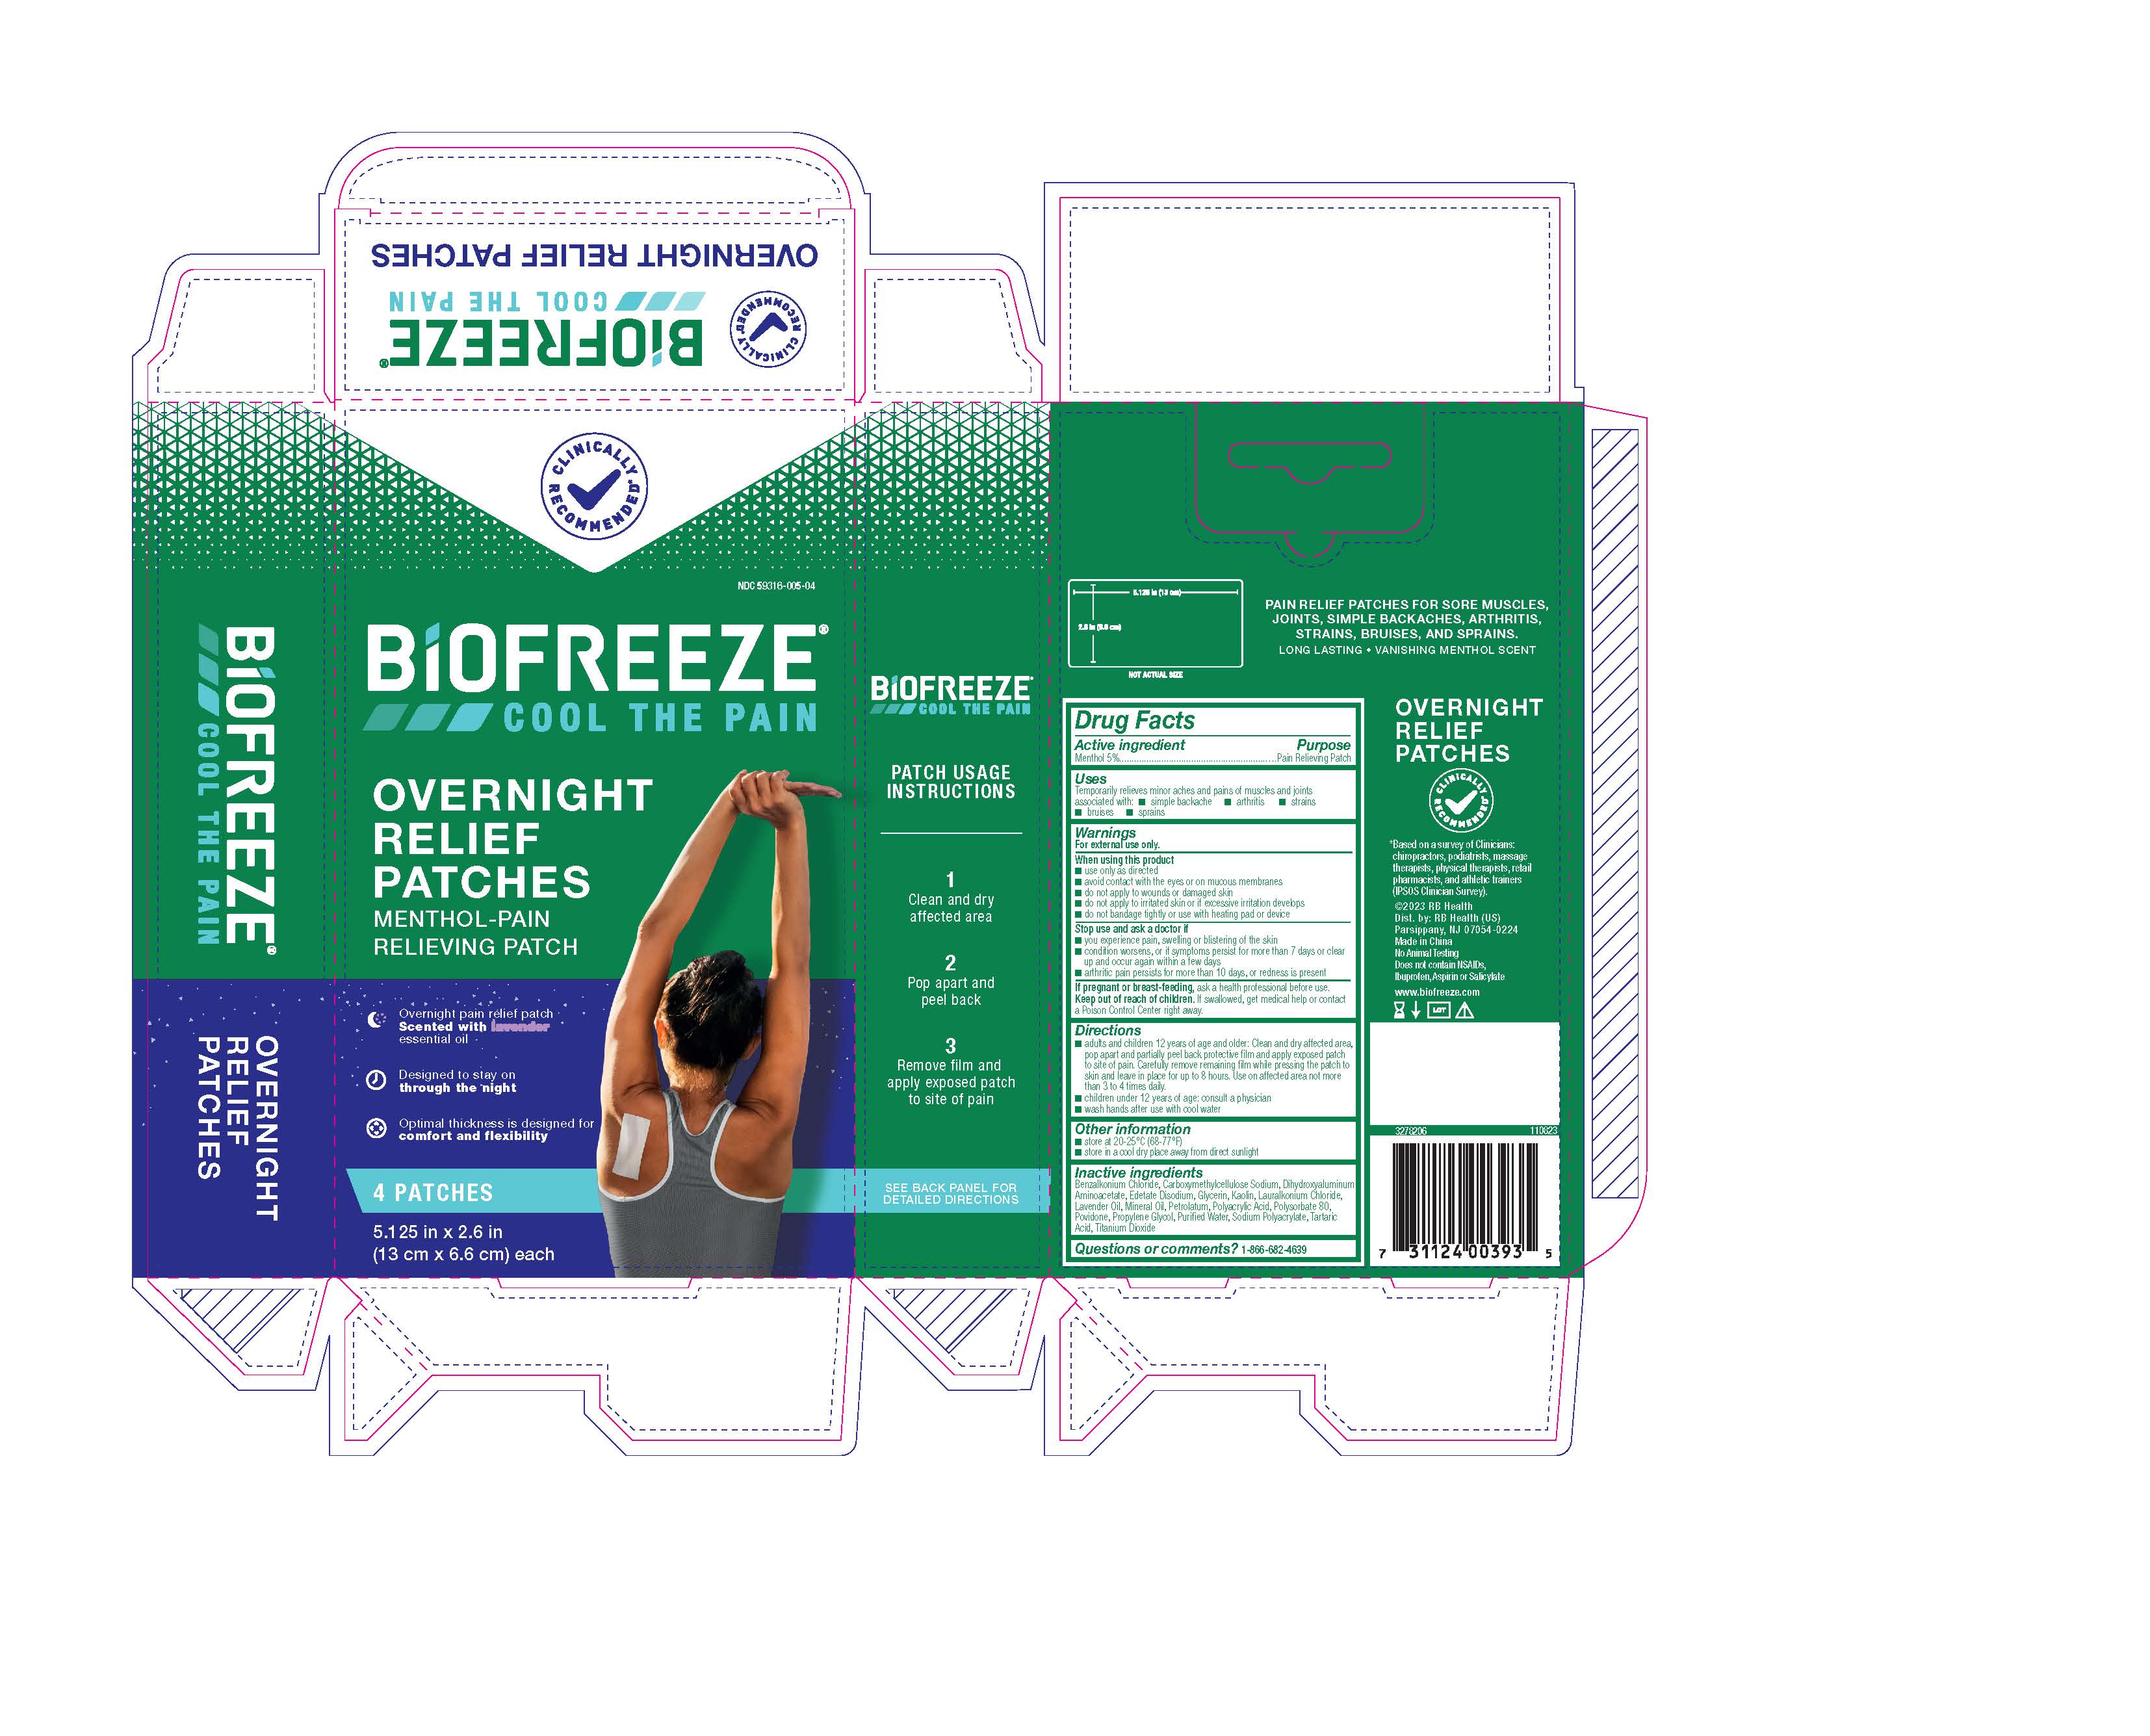 OVERNIGHT RELIEF PATCHES
COOL THE PAIN
BIOFREEZE®
CLINICALLY RECOMMENDED*
BIOFREEZE®
COOL THE PAIN
OVERNIGHT
RELIEF
PATCHES
CLINICALLY RECOMMENDED*
NDC 59316-005-04
BIOFREEZE®
COOL THE PAIN
OVERNIGHT
RELIEF
PATCHES
MENTHOL-PAIN
RELIEVING PATCH
Overnight pain relief patch
Scented with lavender
essential oil
Designed to stay on
through the night
Optimal thickness is designed for
comfort and flexibility
4 PATCHES
5.125 in x 2.6 in
(13 cm x 6.6 cm) each
BIOFREEZE®
COOL THE PAIN
PATCH USAGE
INSTRUCTIONS
1
Clean and dry
affected area
2
Pop apart and
peel back
3
Remove film and
apply exposed patch
to site of pain
SEE BACK PANEL FOR
DETAILED DIRECTIONS
5.125 in (13 cm)
2.6 in (6.6 cm)
NOT ACTUAL SIZE
PAIN RELIEF PATCHES FOR SORE MUSCLES,
JOINTS, SIMPLE BACKACHES, ARTHRITIS,
STRAINS, BRUISES, AND SPRAINS.
LONG LASTING • VANISHING MENTHOL SCENT
Drug Facts
Active ingredient Purpose
Menthol 5%............Pain Relieving Patch
Uses
Temporarily relieves minor aches and pains of muscles and joints
associated with: ■ simple backache ■ arthritis ■ strains
■ bruises ■ sprains
Warnings
For external use only.
When using this product
■ use only as directed
■ avoid contact with the eyes or on mucous membranes
■ do not apply to wounds or damaged skin
■ do not apply to irritated skin or if excessive irritation develops
■ do not bandage tightly or use with heating pad or device
Stop use and ask a doctor if
■ you experience pain, swelling or blistering of the skin
■ condition worsens, or if symptoms persist for more than 7 days or clear
up and occur again within a few days
■ arthritic pain persists for more than 10 days, or redness is present
If pregnant or breast-feeding, ask a health professional before use.
Keep out of reach of children. If swallowed, get medical help or contact
a Poison Control Center right away.
Directions
■ adults and children 12 years of age and older: Clean and dry affected area,
pop apart and partially peel back protective film and apply exposed patch
to site of pain. Carefully remove remaining film while pressing the patch to
skin and leave in place for up to 8 hours. Use on affected area not more
than 3 to 4 times daily.
■ children under 12 years of age: consult a physician
■ wash hands after use with cool water
Other information
■ store at 20-25°C (68-77°F)
■ store in a cool dry place away from direct sunlight
Inactive ingredients
Benzalkonium Chloride, Carboxymethylcellulose Sodium, Dihydroxyaluminum
Aminoacetate, Edetate Disodium, Glycerin, Kaolin, Lauralkonium Chloride,
Lavender Oil, Mineral Oil, Petrolatum, Polyacrylic Acid, Polysorbate 80,
Povidone, Propylene Glycol, Purified Water, Sodium Polyacrylate, Tartaric
Acid, Titanium Dioxide
Questions or comments? 1-866-682-4639
OVERNIGHT
RELIEF
PATCHES
CLINICALLY RECOMMENDED*
*Based on a survey of Clinicians:
chiropractors, podiatrists, massage
therapists, physical therapists, retail
pharmacists, and athletic trainers
(IPSOS Clinician Survey).
©2023 RB Health
Dist. by: RB Health (US)
Parsippany, NJ 07054-0224
Made in China
No Animal Testing
Does not contain NSAIDs,
Ibuprofen, Aspirin or Salicylate
www.biofreeze.com
LOT
3278206 110823
7 31124 00393 5